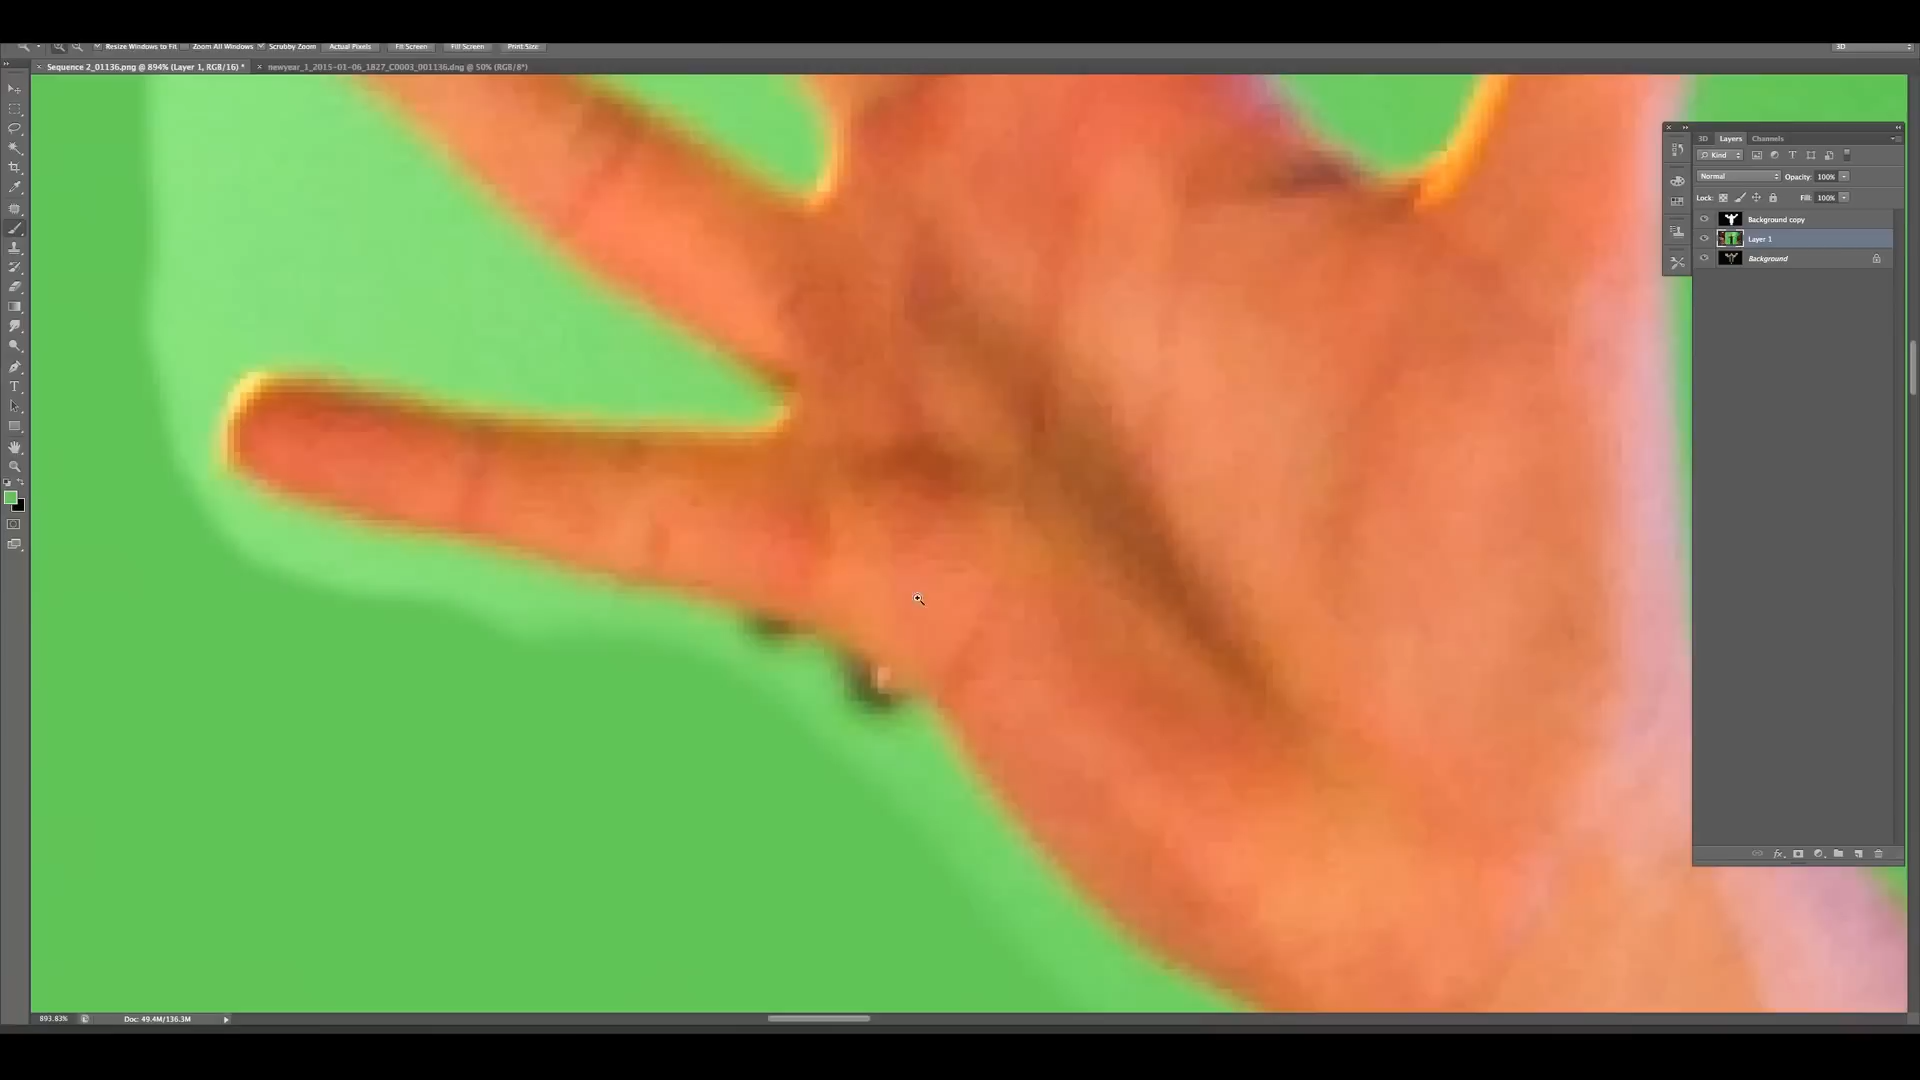 Resize Windows to Fit Zoom All Windows Scrubby Zoom Actual Pixels Fit Screen Fill Screen Print Size 3D
× Sequence 2_01136.png @ 894% (Layer 1, RGB/16) * × newyear_1_2015-01-06_1827_C0003_001136.dng @ 50% (RGB/8*)
3D Layers Channels
Kind
Normal Opacity: 100%
Lock: Fill: 100%
Background copy
Layer 1
Background
fx
893.83% Doc: 49.4M/136.3M